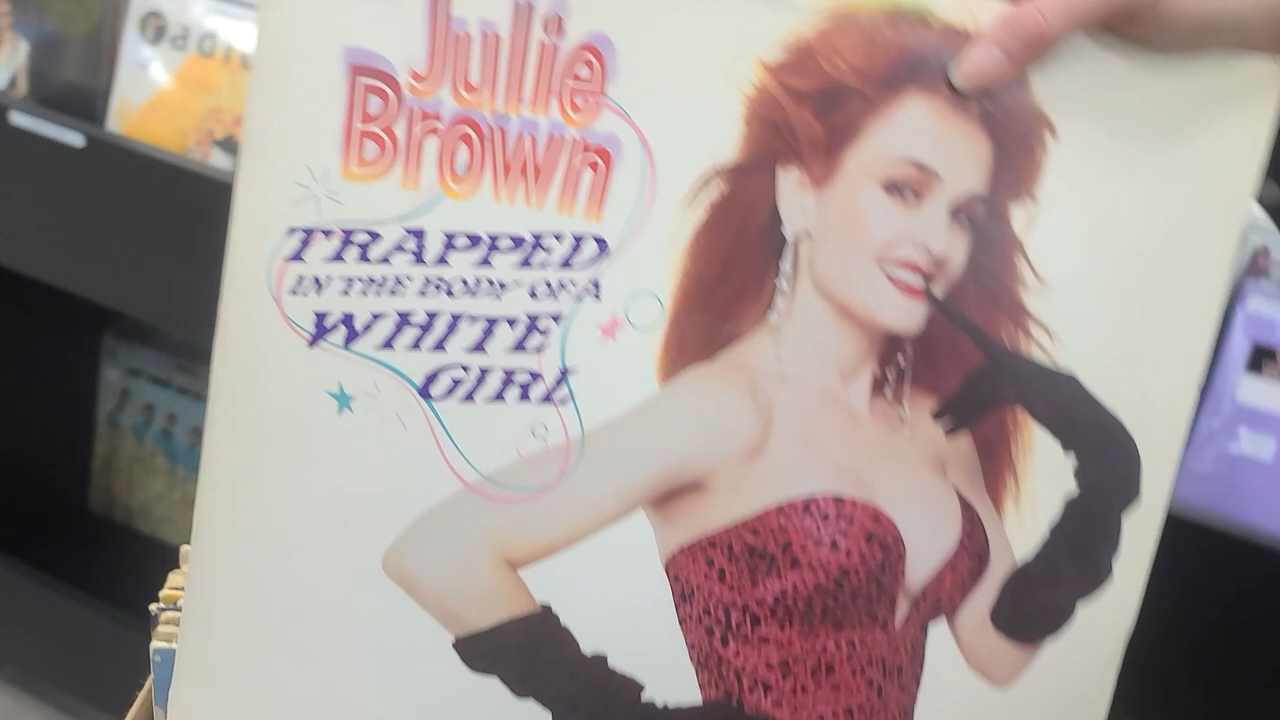 Julie
Brown
TRAPPED
IN THE BODY OF A
WHITE
GIRL